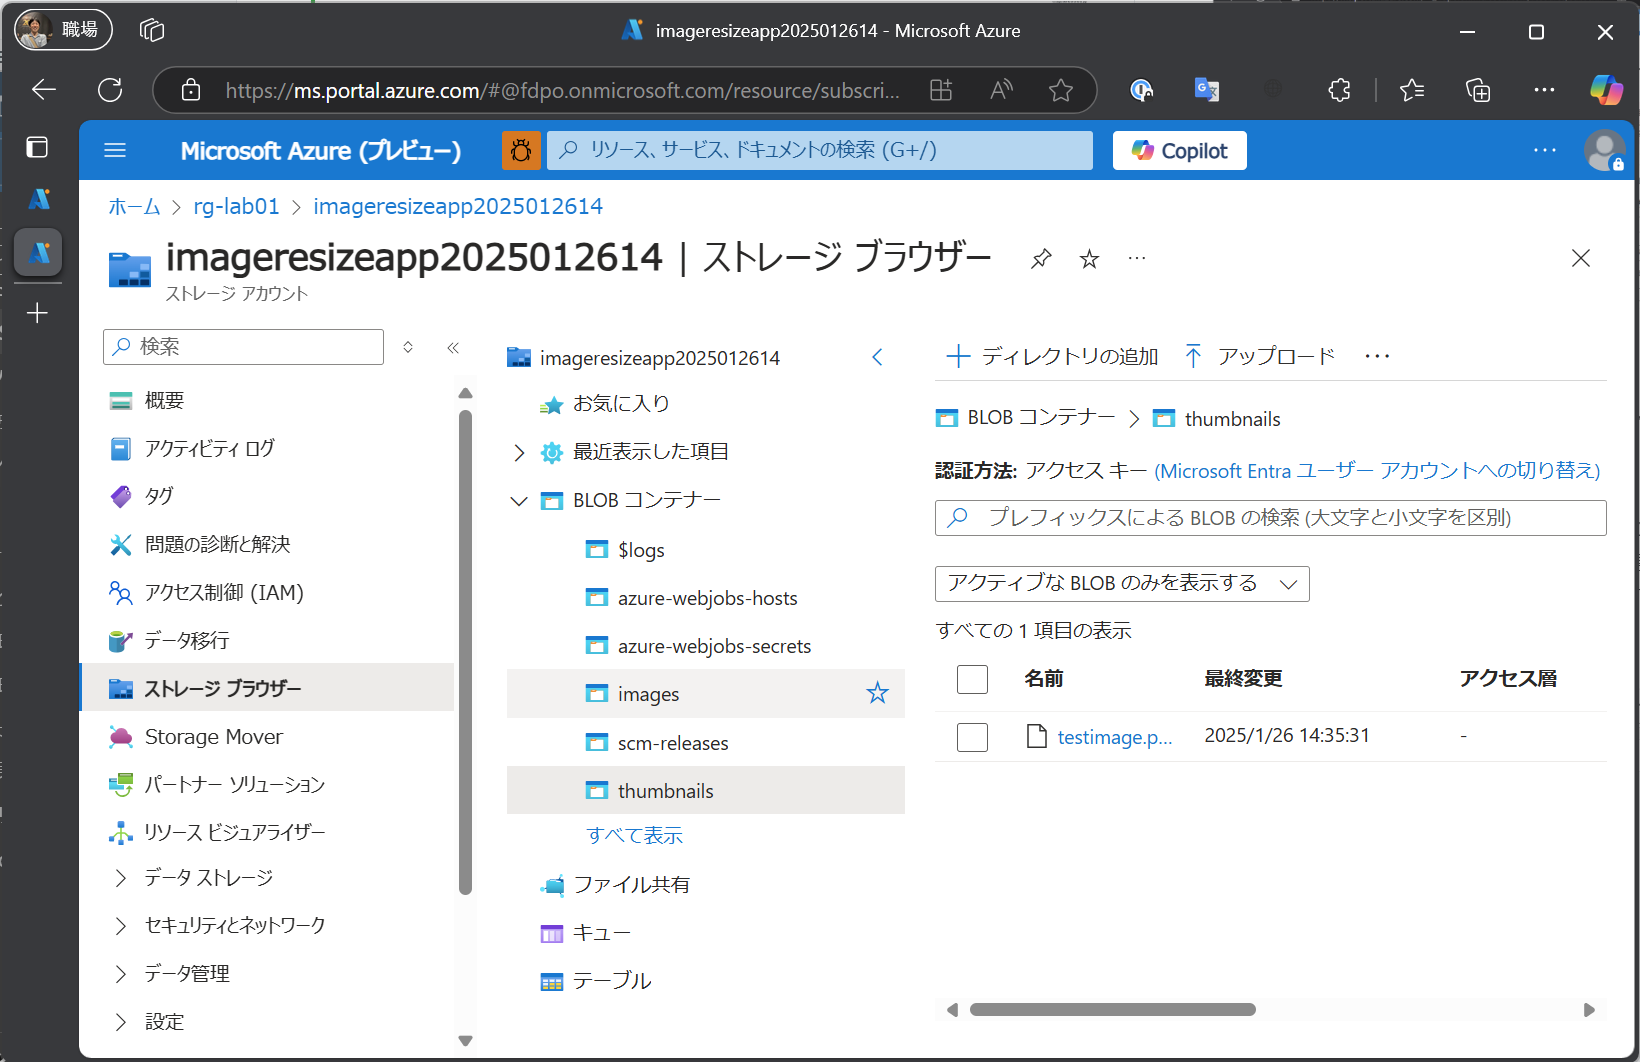 職場
imageresizeapp2025012614 - Microsoft Azure
https://ms.portal.azure.com/#@fdpo.onmicrosoft.com/resource/subscri...
Microsoft Azure (プレビュー)
リソース、サービス、ドキュメントの検索 (G+/)
Copilot
ホーム > rg-lab01 > imageresizeapp2025012614
imageresizeapp2025012614 | ストレージ ブラウザー
ストレージ アカウント
検索
概要
アクティビティ ログ
タグ
問題の診断と解決
アクセス制御 (IAM)
データ移行
ストレージ ブラウザー
Storage Mover
パートナー ソリューション
リソース ビジュアライザー
データ ストレージ
セキュリティとネットワーク
データ管理
設定
imageresizeapp2025012614
お気に入り
最近表示した項目
BLOB コンテナー
$logs
azure-webjobs-hosts
azure-webjobs-secrets
images
scm-releases
thumbnails
すべて表示
ファイル共有
キュー
テーブル
ディレクトリの追加 アップロード
BLOB コンテナー > thumbnails
認証方法: アクセス キー (Microsoft Entra ユーザー アカウントへの切り替え)
プレフィックスによる BLOB の検索 (大文字と小文字を区別)
アクティブな BLOB のみを表示する
すべての 1 項目の表示
名前 最終変更 アクセス層
testimage.p... 2025/1/26 14:35:31 -